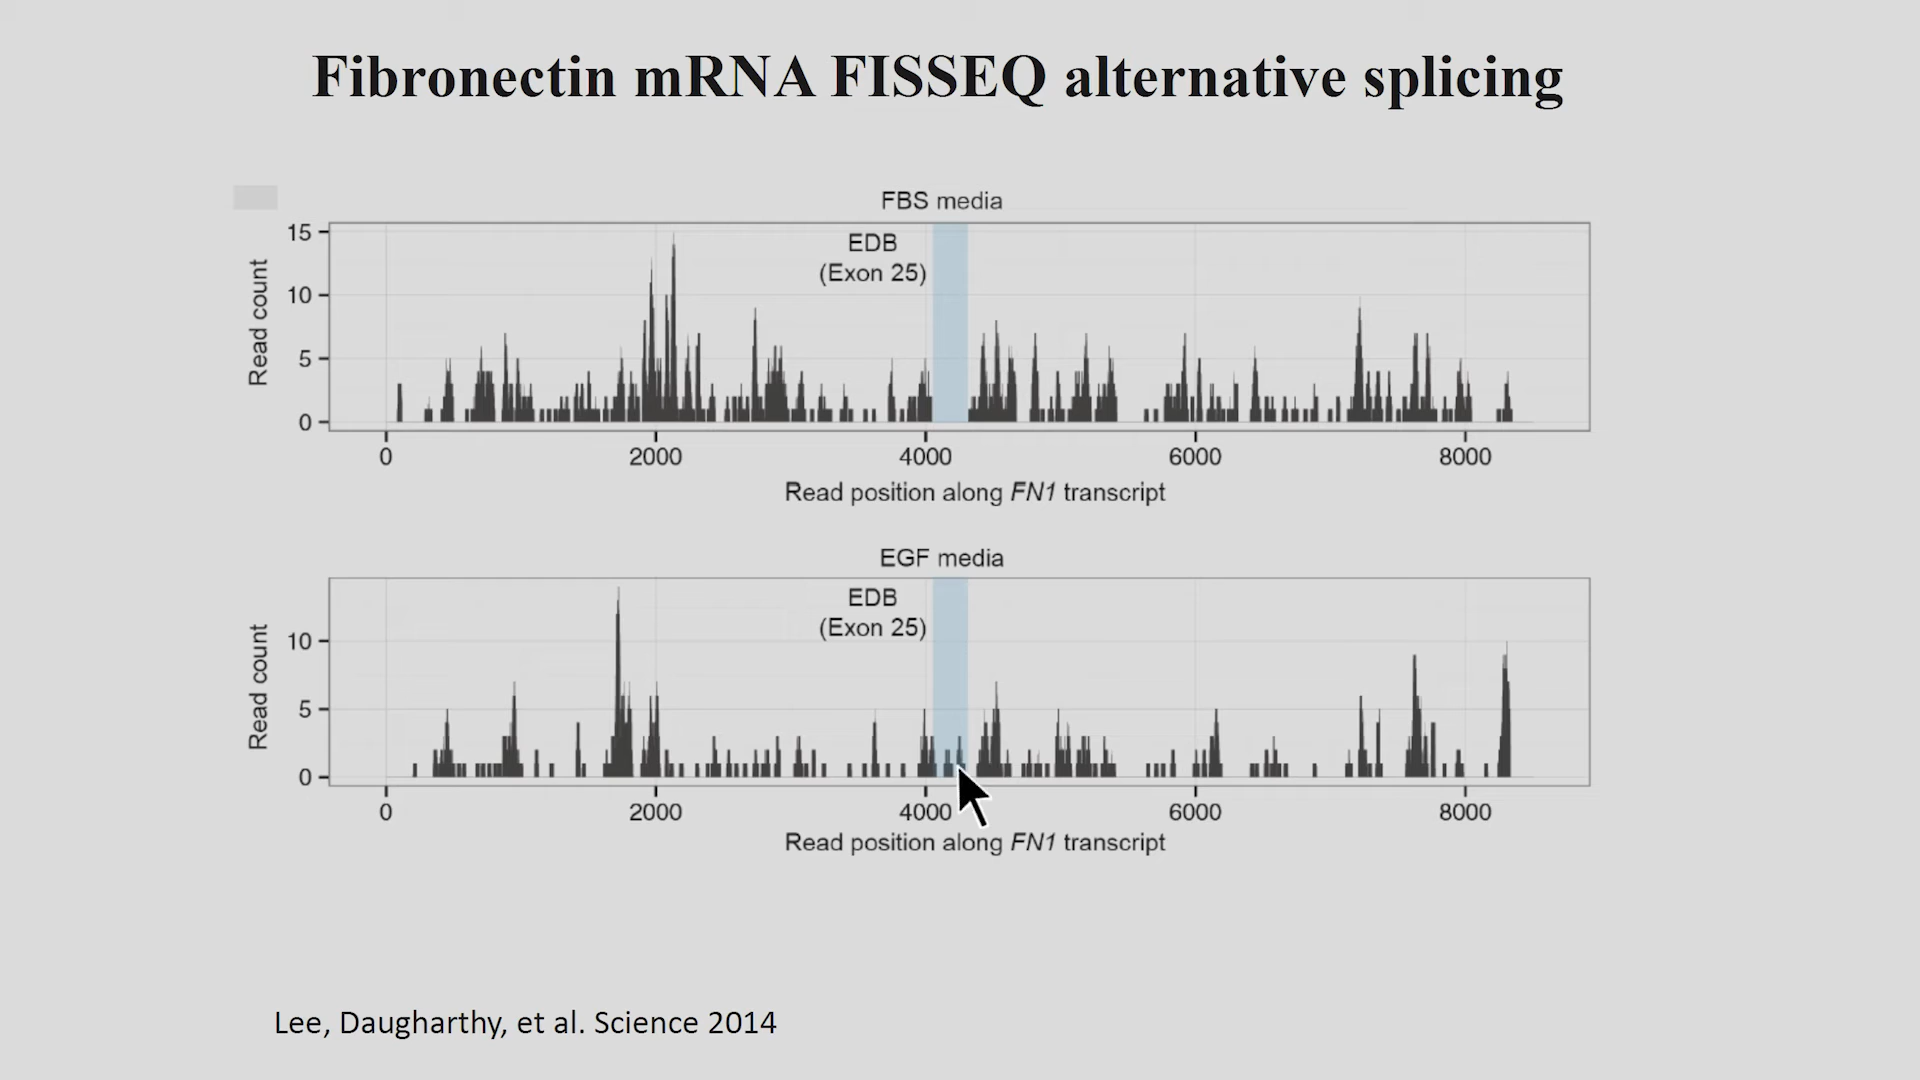 Fibronectin mRNA FISSEQ alternative splicing
FBS media
Read count
15
10
5
0
EDB
(Exon 25)
0 2000 4000 6000 8000
Read position along FN1 transcript
EGF media
Read count
10
5
0
EDB
(Exon 25)
0 2000 4000 6000 8000
Read position along FN1 transcript
Lee, Daugharthy, et al. Science 2014